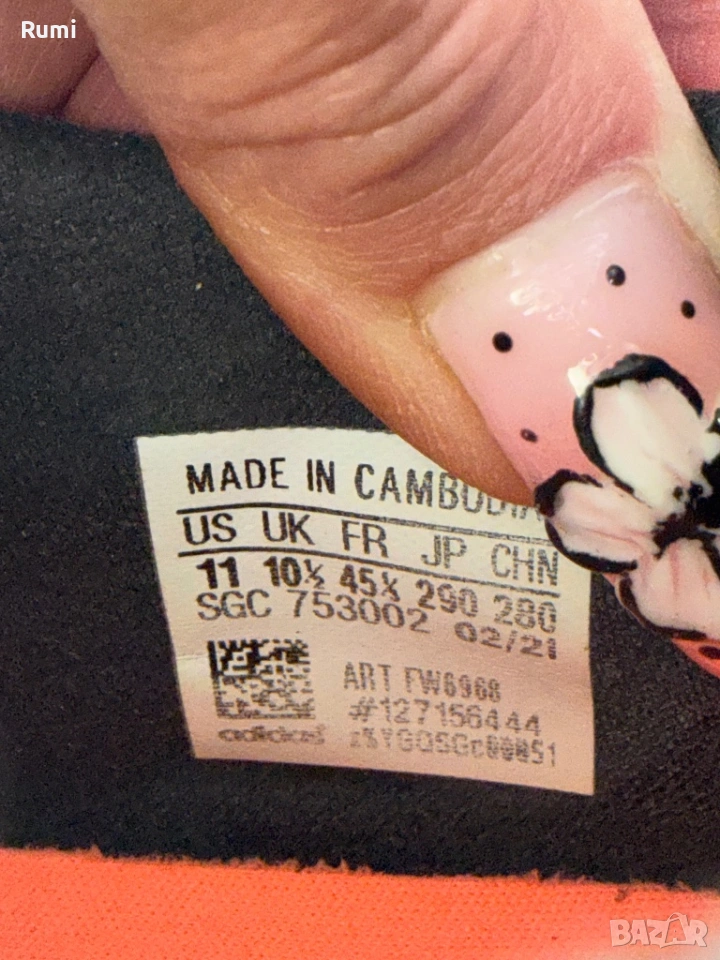 Rumi
MADE IN CAMBODIA
US UK FR JP CHN
11 10½ 45⅓ 290 280
SGC 753002 02/21
ART FW6968
#127156444
adidas
BAZAR